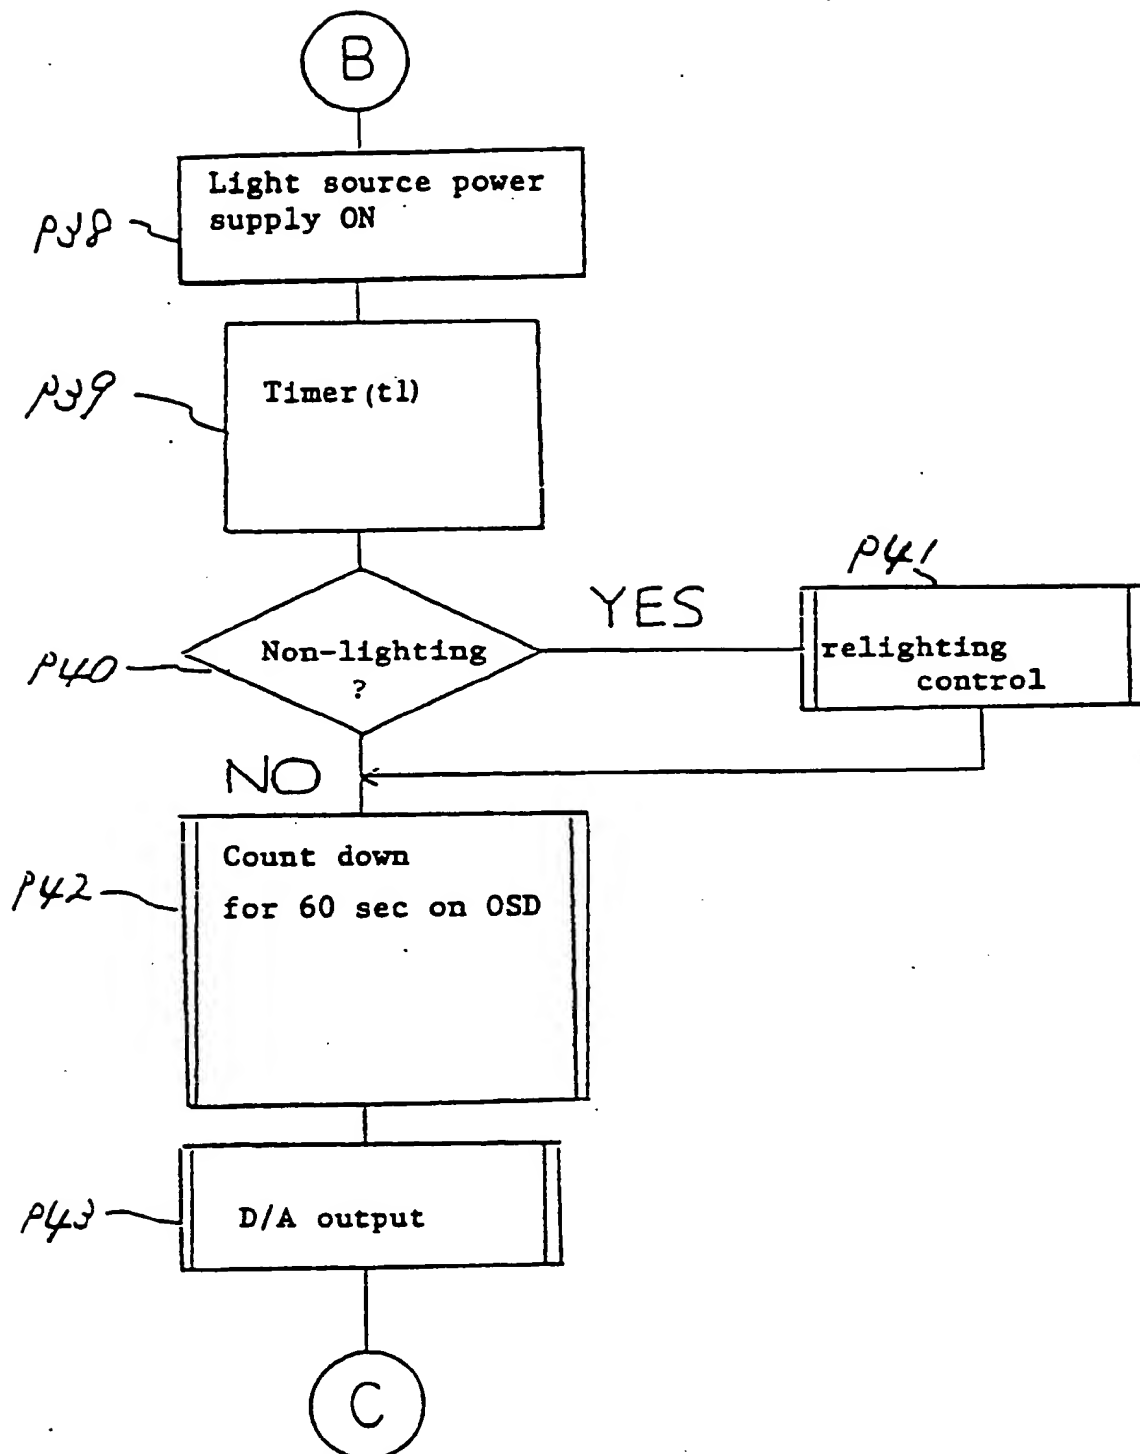 B
Light source power
supply ON
P38
Timer(t1)
P39
P41
YES
Non-lighting
?
P40
relighting
control
NO
Count down
for 60 sec on OSD
P42
D/A output
P43
C